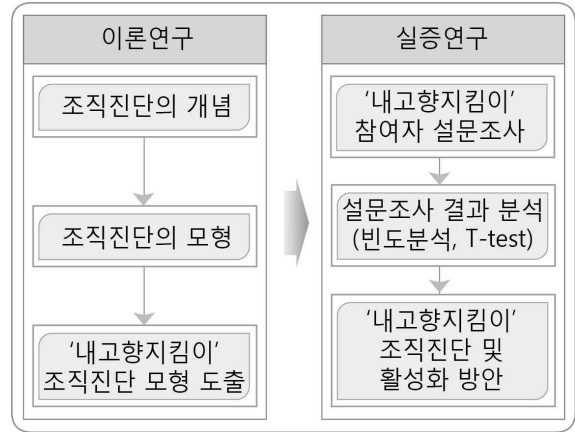 이론연구
조직진단의 개념
조직진단의 모형
‘내고향지킴이’
조직진단 모형 도출
실증연구
‘내고향지킴이’
참여자 설문조사
설문조사 결과 분석
(빈도분석, T-test)
‘내고향지킴이’
조직진단 및
활성화 방안